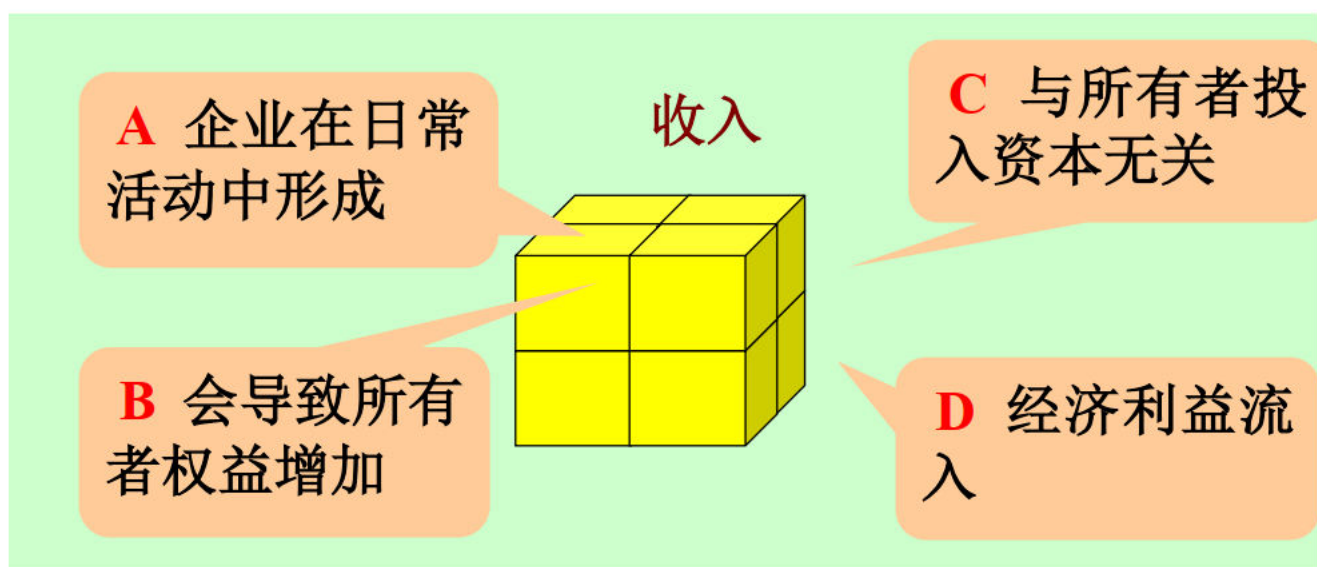 A 企业在日常
活动中形成
收入
C 与所有者投
入资本无关
B 会导致所有
者权益增加
D 经济利益流
入